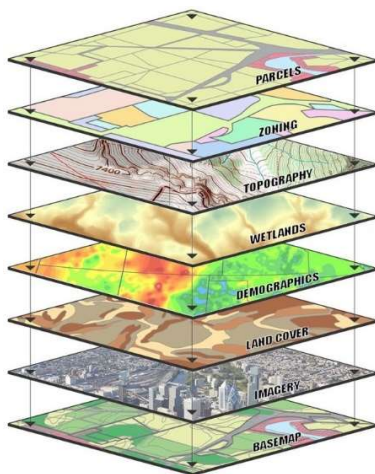 PARCELS
ZONING
TOPOGRAPHY
7400
WETLANDS
DEMOGRAPHICS
LAND COVER
IMAGERY
BASEMAP